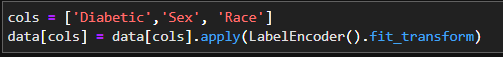 cols = ['Diabetic','Sex', 'Race']
data[cols] = data[cols].apply(LabelEncoder().fit_transform)